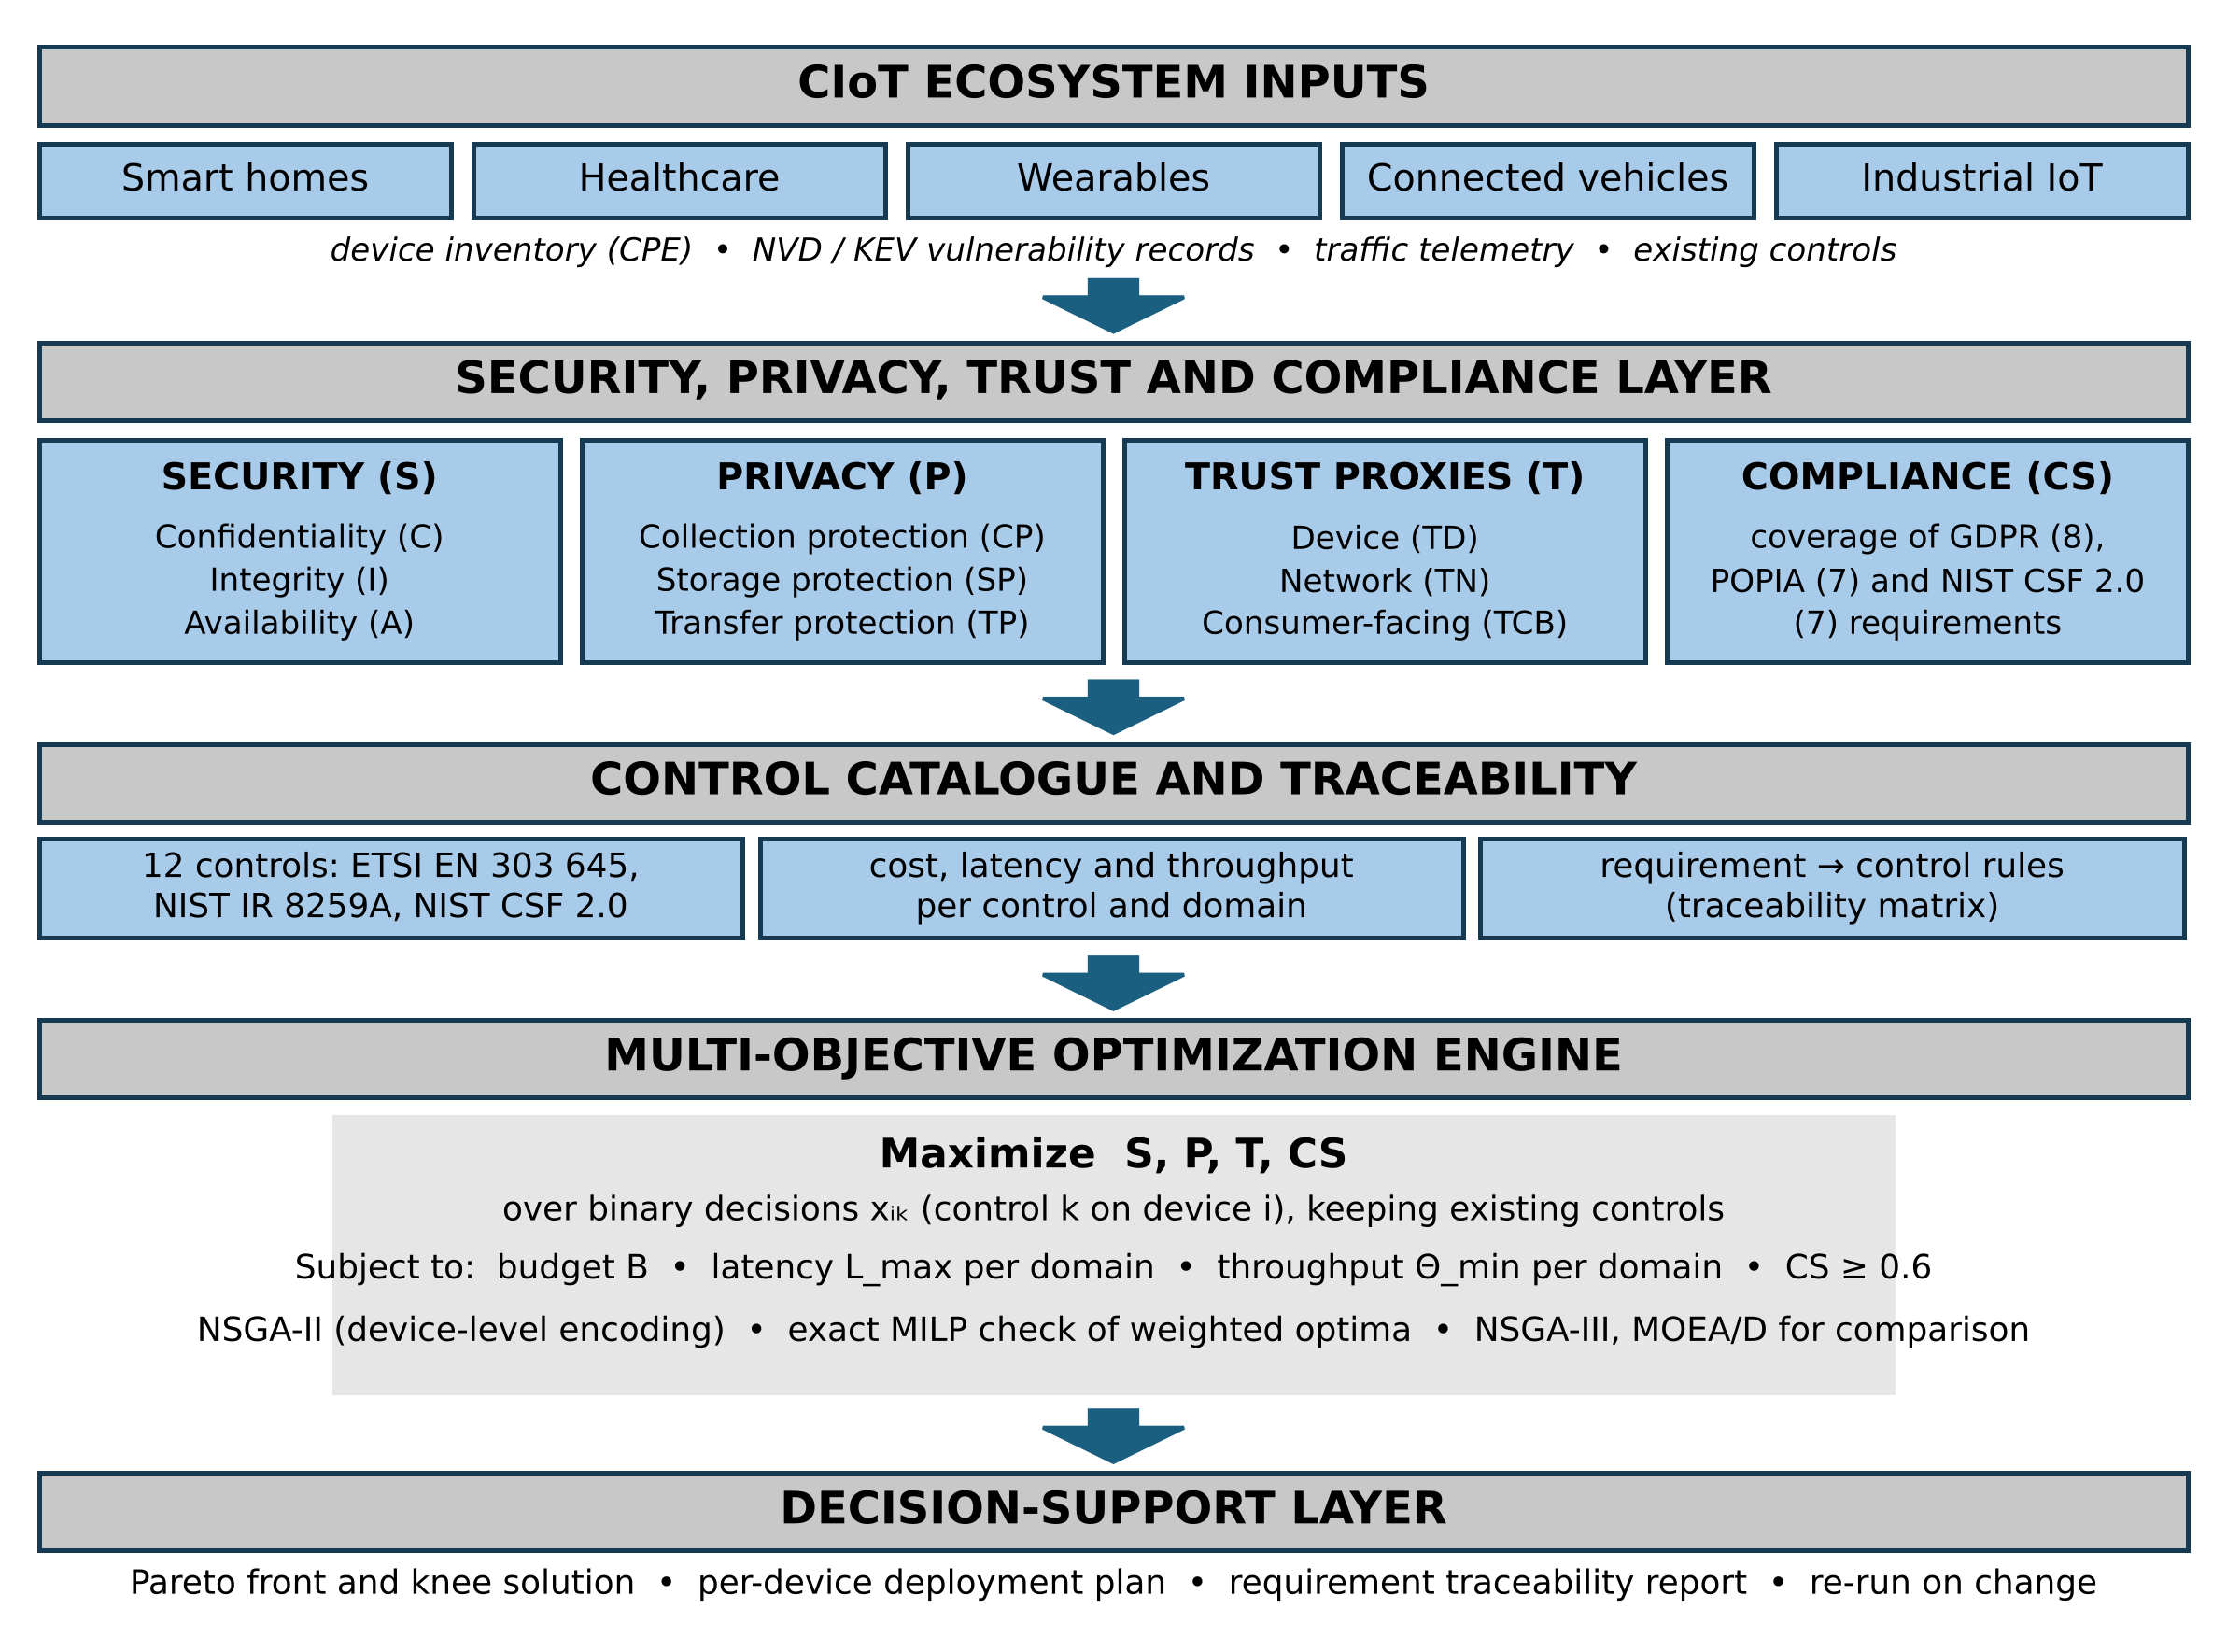 CIoT ECOSYSTEM INPUTS
Smart homes
Healthcare
Wearables
Connected vehicles
Industrial IoT
device inventory (CPE) • NVD / KEV vulnerability records • traffic telemetry • existing controls
SECURITY, PRIVACY, TRUST AND COMPLIANCE LAYER
SECURITY (S)
Confidentiality (C)
Integrity (I)
Availability (A)
PRIVACY (P)
Collection protection (CP)
Storage protection (SP)
Transfer protection (TP)
TRUST PROXIES (T)
Device (TD)
Network (TN)
Consumer-facing (TCB)
COMPLIANCE (CS)
coverage of GDPR (8),
POPIA (7) and NIST CSF 2.0
(7) requirements
CONTROL CATALOGUE AND TRACEABILITY
12 controls: ETSI EN 303 645,
NIST IR 8259A, NIST CSF 2.0
cost, latency and throughput
per control and domain
requirement → control rules
(traceability matrix)
MULTI-OBJECTIVE OPTIMIZATION ENGINE
Maximize S, P, T, CS
over binary decisions xᵢₖ (control k on device i), keeping existing controls
Subject to: budget B • latency L_max per domain • throughput Θ_min per domain • CS ≥ 0.6
NSGA-II (device-level encoding) • exact MILP check of weighted optima • NSGA-III, MOEA/D for comparison
DECISION-SUPPORT LAYER
Pareto front and knee solution • per-device deployment plan • requirement traceability report • re-run on change